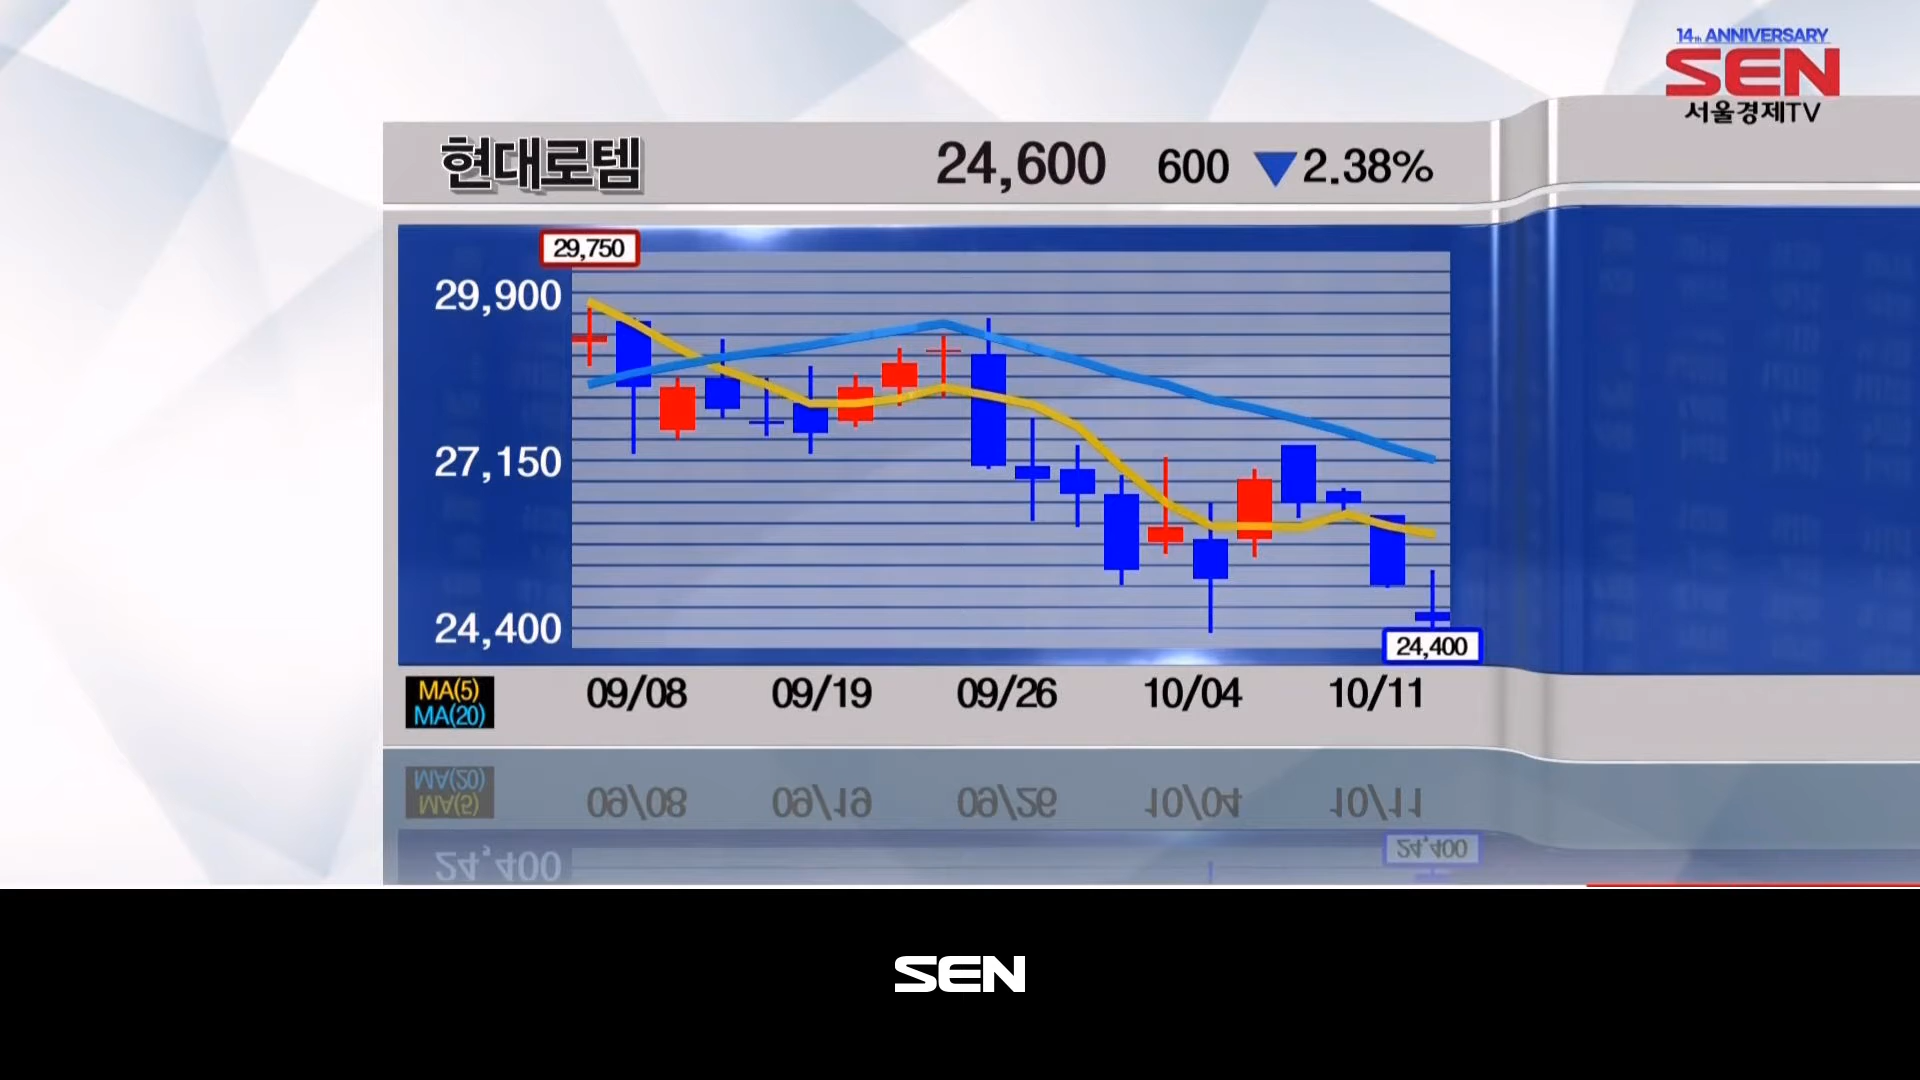 14th ANNIVERSARY
SEN
서울경제TV
현대로템 24,600 600 ▼2.38%
29,750
29,900
27,150
24,400
24,400
MA(5)
MA(20)
09/08 09/19 09/26 10/04 10/11
SEN